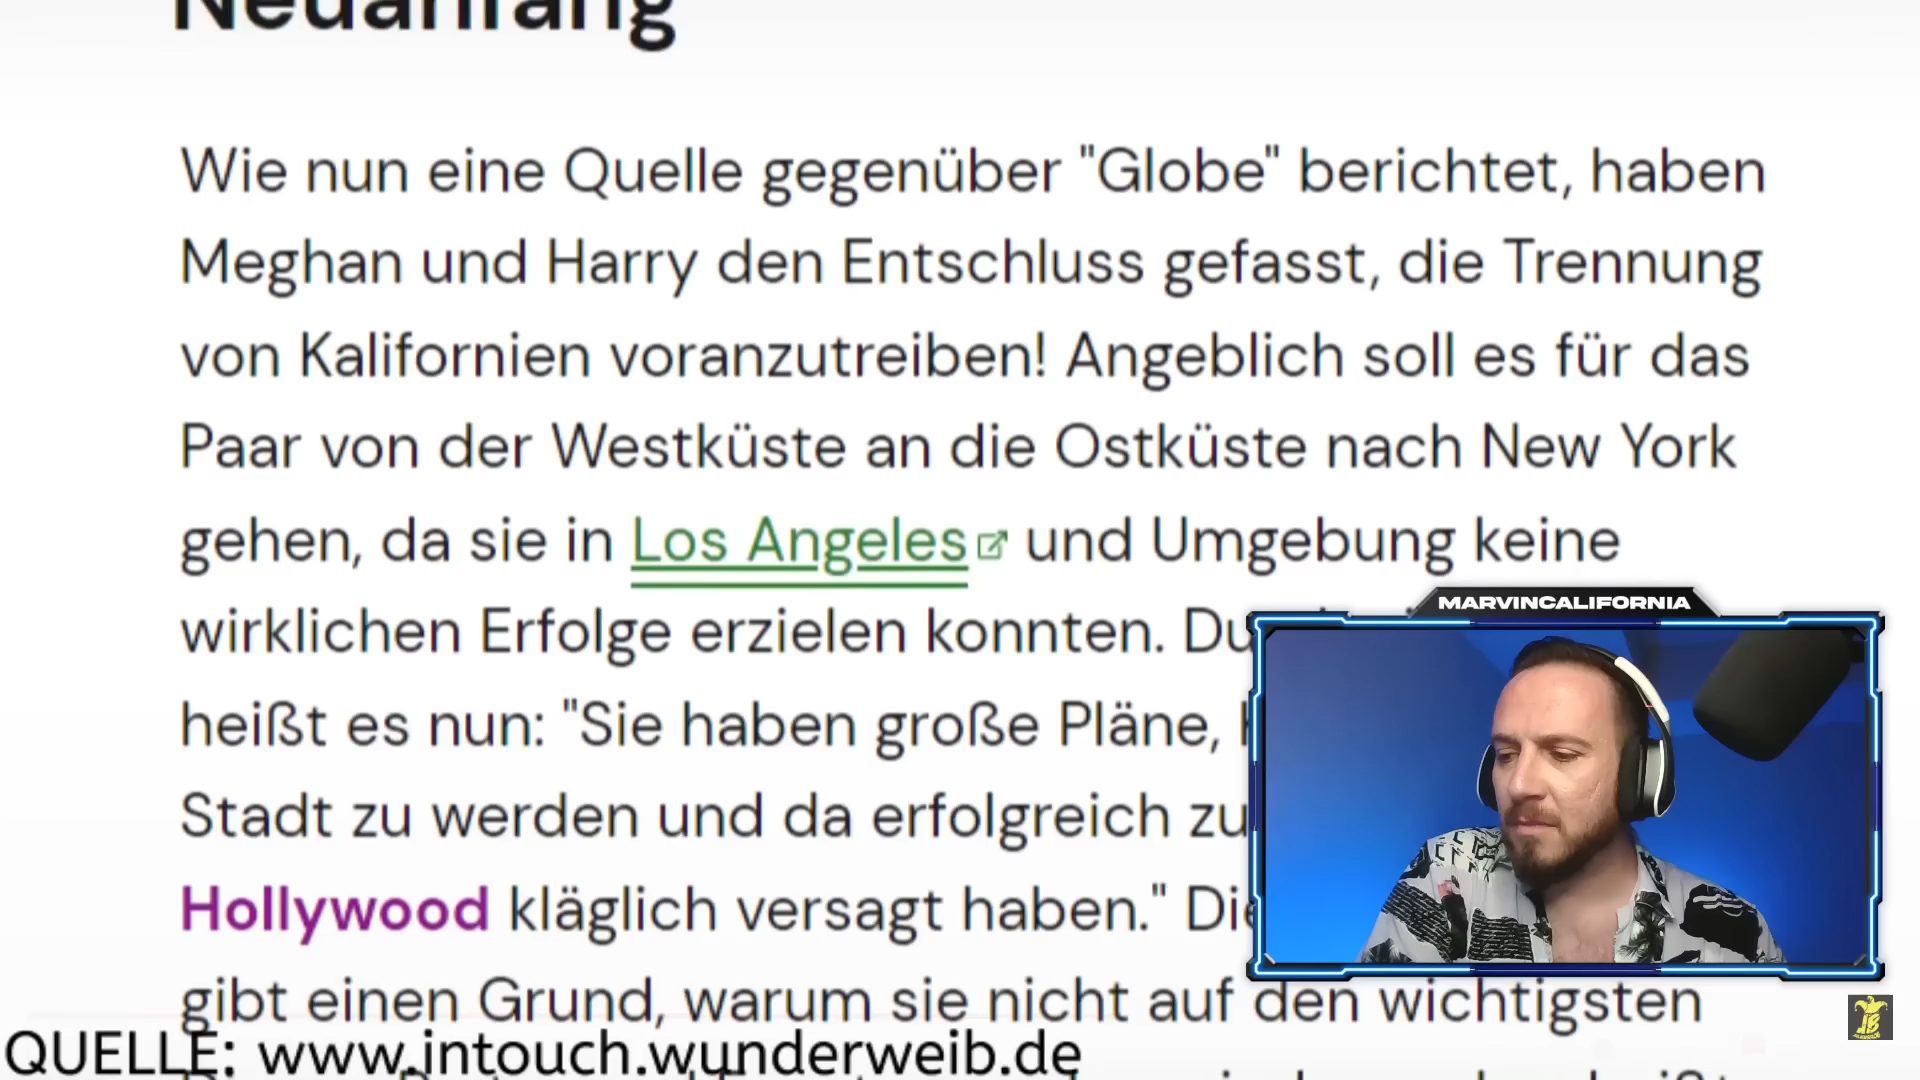 Neuanfang
Wie nun eine Quelle gegenüber "Globe" berichtet, haben
Meghan und Harry den Entschluss gefasst, die Trennung
von Kalifornien voranzutreiben! Angeblich soll es für das
Paar von der Westküste an die Ostküste nach New York
gehen, da sie in Los Angeles und Umgebung keine
wirklichen Erfolge erzielen konnten.
heißt es nun: "Sie haben große Pläne,
Stadt zu werden und da erfolgreich zu
Hollywood kläglich versagt haben."
gibt einen Grund, warum sie nicht auf den wichtigsten
MARVINCALIFORNIA
QUELLE: www.intouch.wunderweib.de